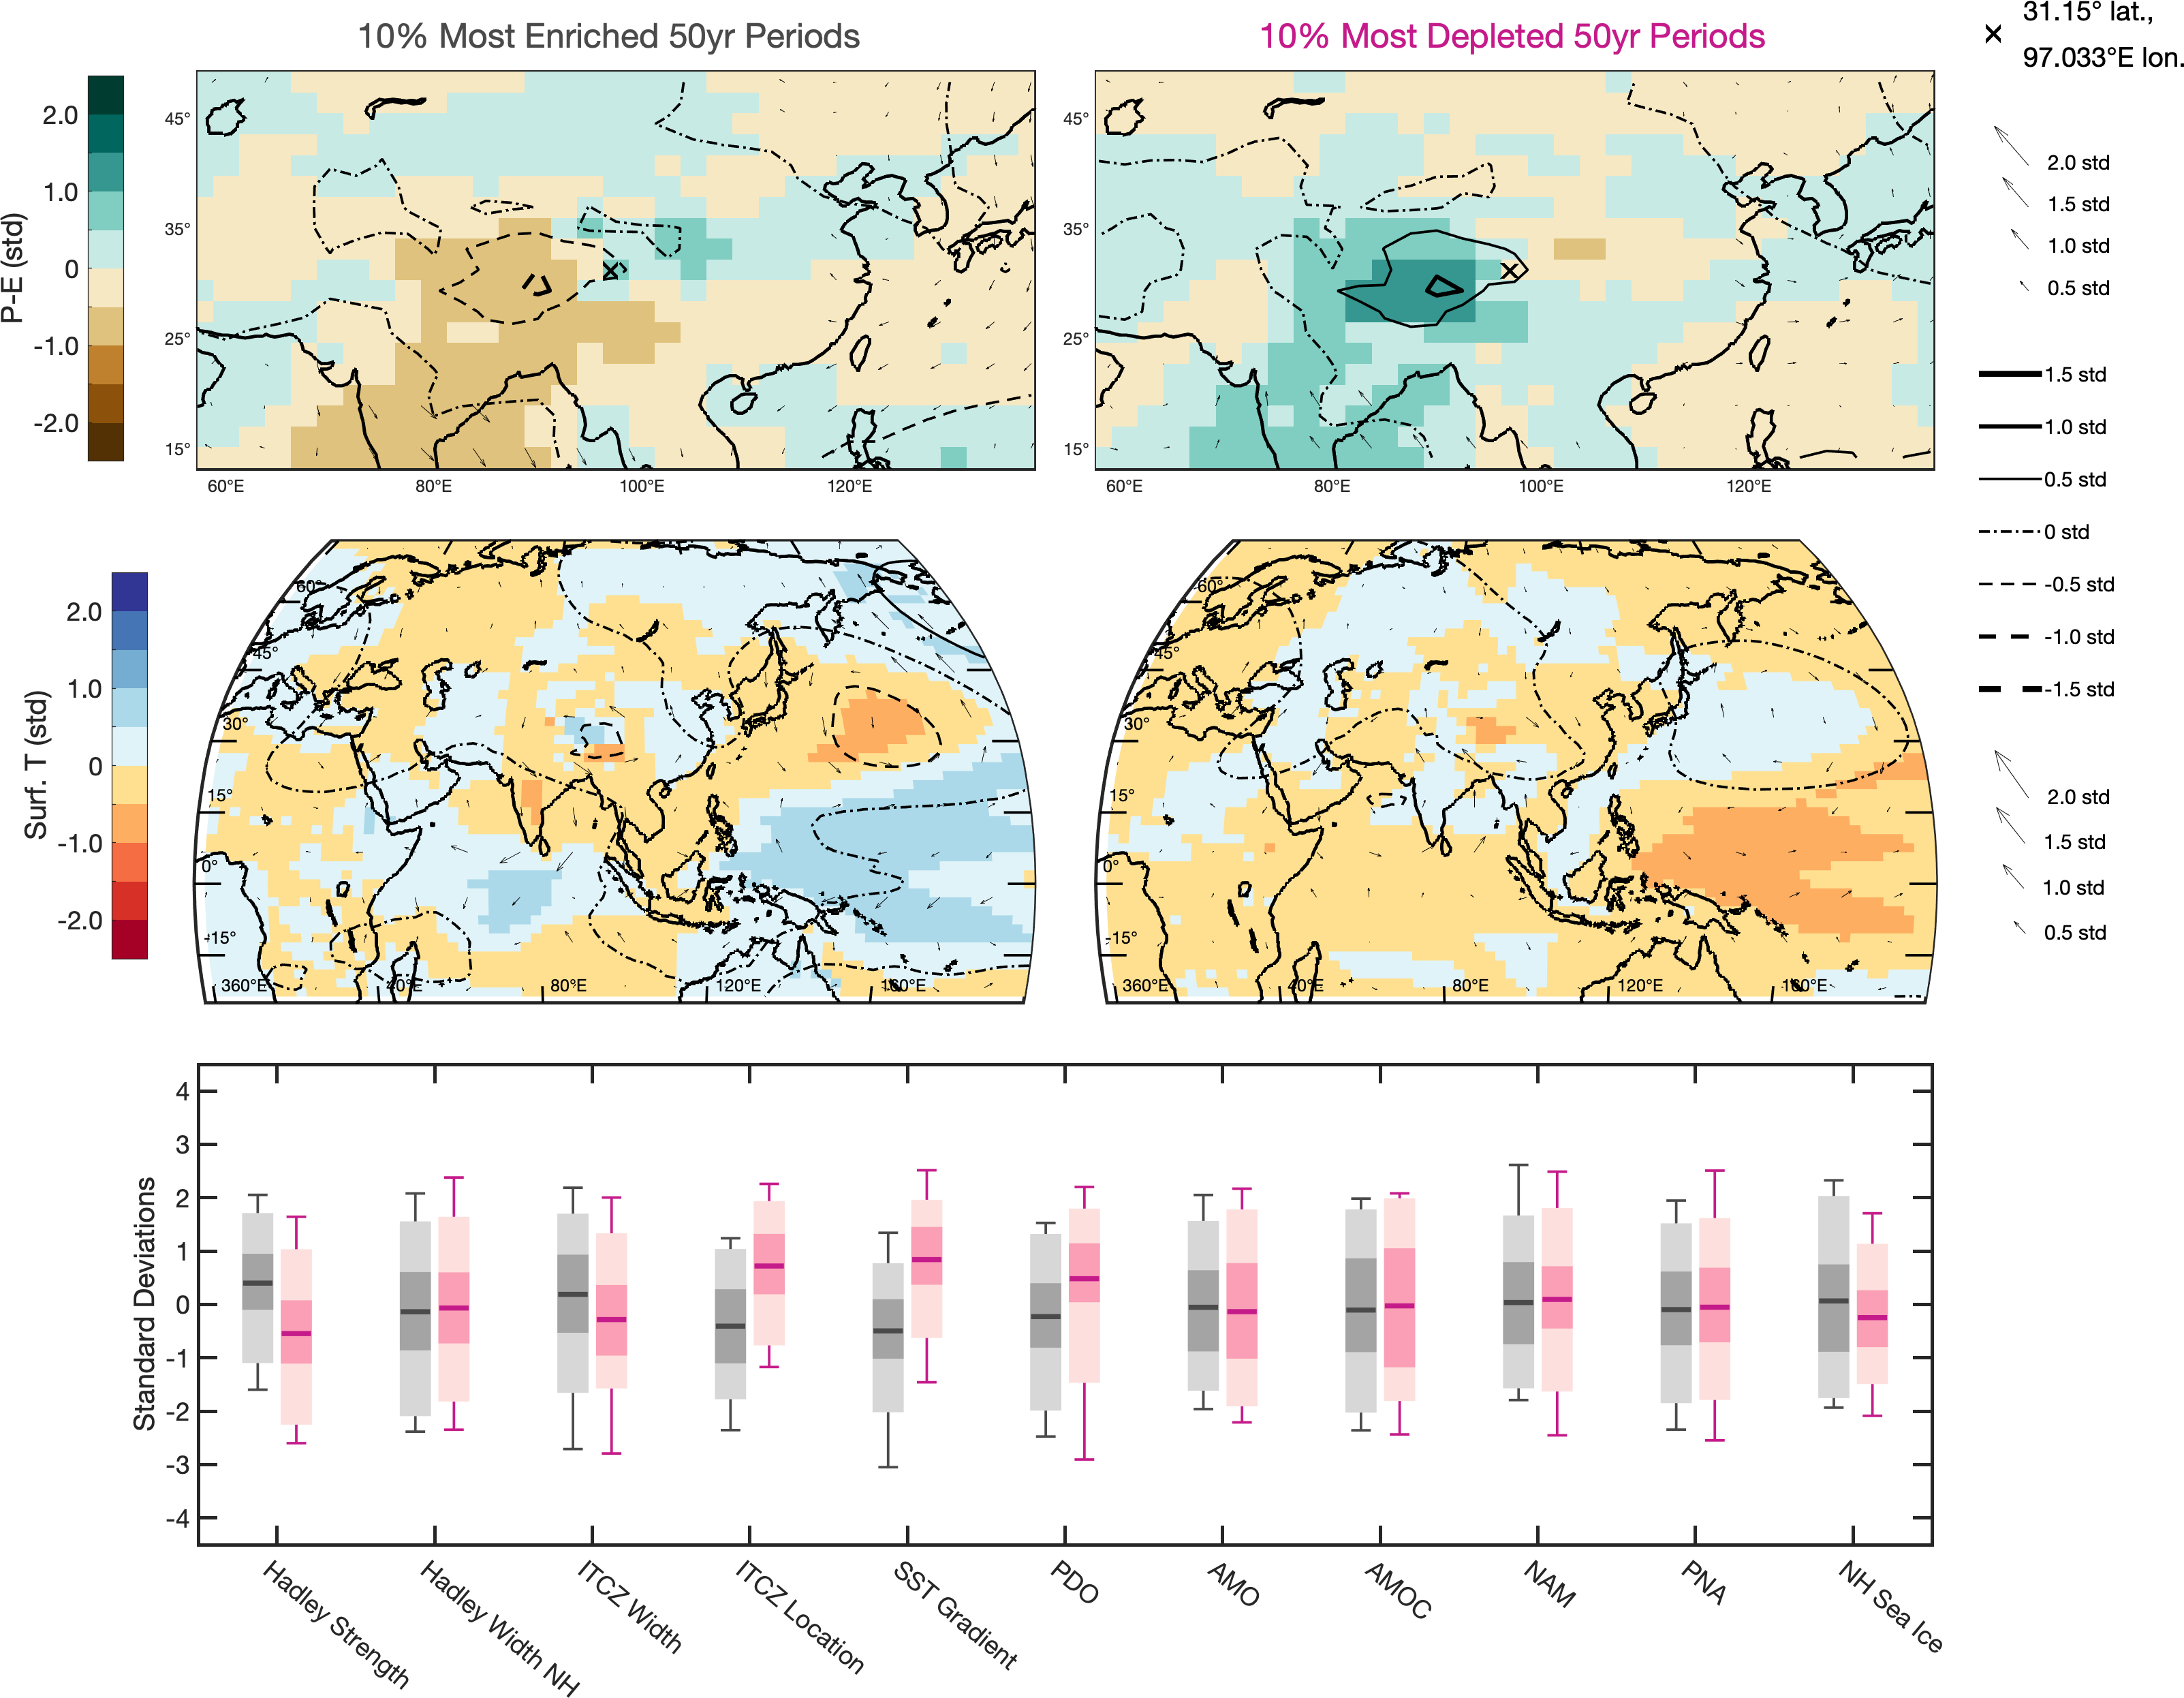 10% Most Enriched 50yr Periods
10% Most Depleted 50yr Periods
31.15° lat.,
97.033°E lon.
P-E (std)
2.0
1.0
0
-1.0
-2.0
45°
35°
25°
15°
60°E
80°E
100°E
120°E
45°
35°
25°
15°
60°E
80°E
100°E
120°E
2.0 std
1.5 std
1.0 std
0.5 std
1.5 std
1.0 std
0.5 std
0 std
-0.5 std
-1.0 std
-1.5 std
Surf. T (std)
2.0
1.0
0
-1.0
-2.0
60°
45°
30°
15°
0°
-15°
360°E
40°E
80°E
120°E
160°E
60°
45°
30°
15°
0°
-15°
360°E
40°E
80°E
120°E
160°E
2.0 std
1.5 std
1.0 std
0.5 std
Standard Deviations
4
3
2
1
0
-1
-2
-3
-4
Hadley Strength
Hadley Width NH
ITCZ Width
ITCZ Location
SST Gradient
PDO
AMO
AMOC
NAM
PNA
NH Sea Ice